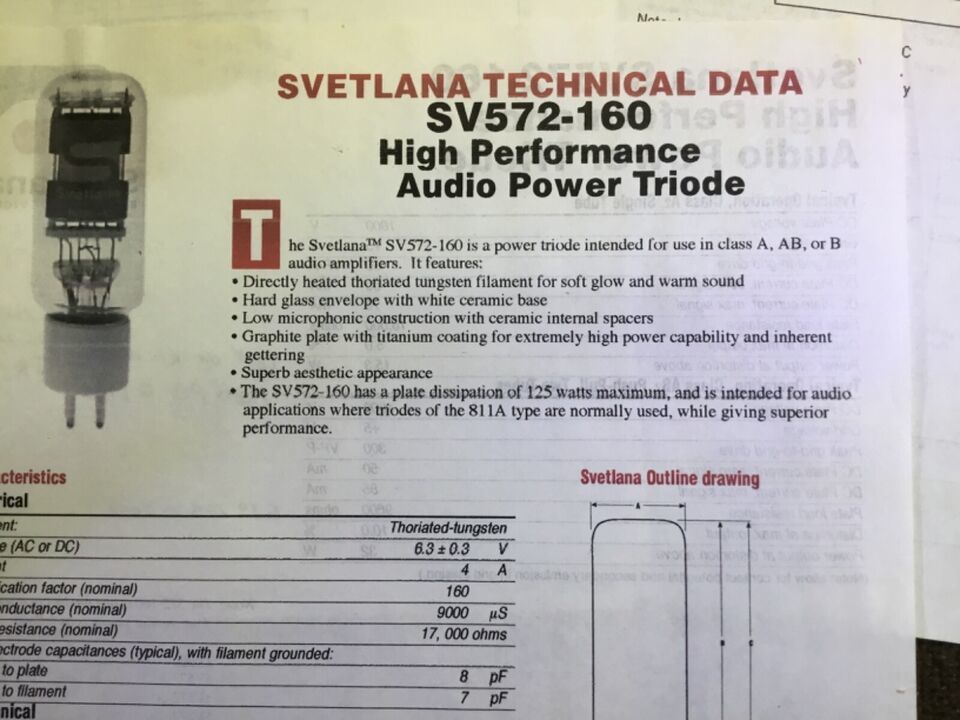 SVETLANA TECHNICAL DATA
SV572-160
High Performance
Audio Power Triode
The Svetlana™ SV572-160 is a power triode intended for use in class A, AB, or B
audio amplifiers. It features:
• Directly heated thoriated tungsten filament for soft glow and warm sound
• Hard glass envelope with white ceramic base
• Low microphonic construction with ceramic internal spacers
• Graphite plate with titanium coating for extremely high power capability and inherent
gettering
• Superb aesthetic appearance
• The SV572-160 has a plate dissipation of 125 watts maximum, and is intended for audio
applications where triodes of the 811A type are normally used, while giving superior
performance.
acteristics
rical
ent: Thoriated-tungsten
e (AC or DC) 6.3 ± 0.3 V
nt 4 A
ication factor (nominal) 160
onductance (nominal) 9000 µS
esistance (nominal) 17, 000 ohms
ectrode capacitances (typical), with filament grounded:
to plate 8 pF
to filament 7 pF
nical
Svetlana Outline drawing
A